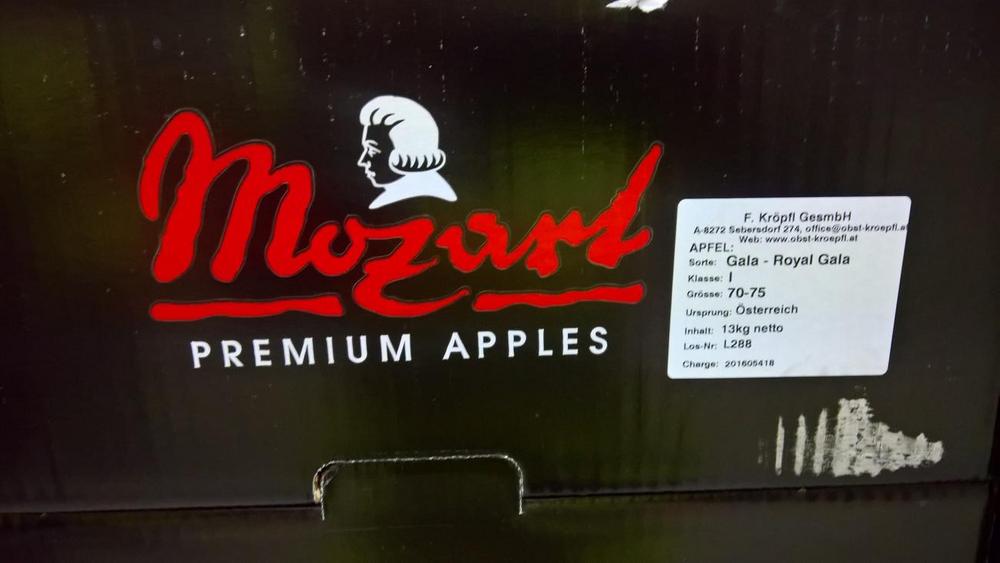 Mozart
PREMIUM APPLES
F. Kröpfl GesmbH
A-8272 Sebersdorf 274, office@obst-kroepfl.at
Web: www.obst-kroepfl.at
APFEL:
Sorte: Gala - Royal Gala
Klasse: I
Grösse: 70-75
Ursprung: Österreich
Inhalt: 13kg netto
Los-Nr: L288
Charge: 201605418